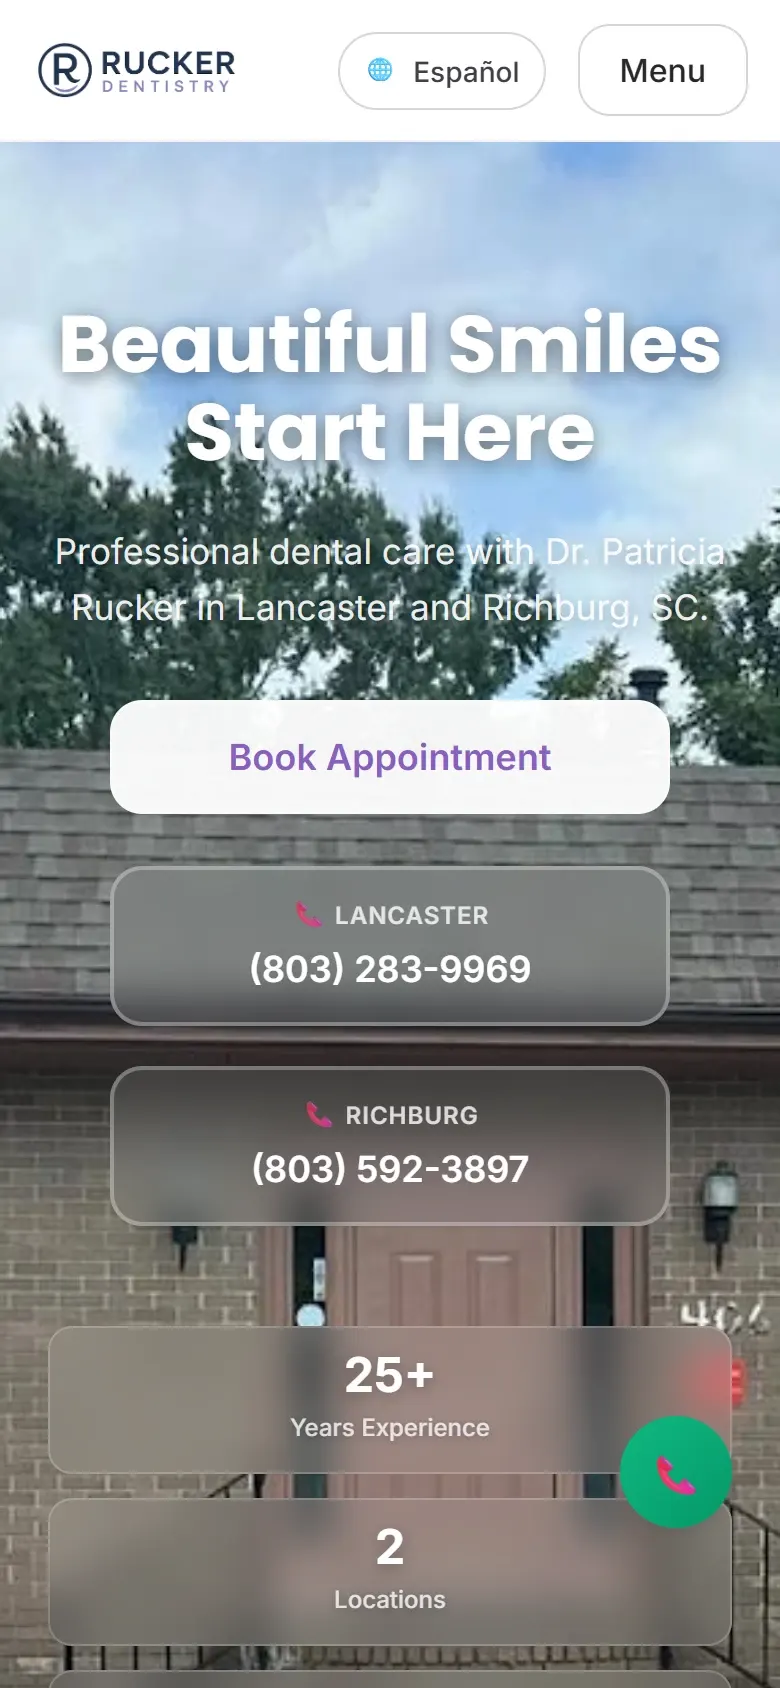 RUCKER
DENTISTRY
Español
Menu
Beautiful Smiles
Start Here
Professional dental care with Dr. Patricia
Rucker in Lancaster and Richburg, SC.
Book Appointment
LANCASTER
(803) 283-9969
RICHBURG
(803) 592-3897
406
25+
Years Experience
2
Locations